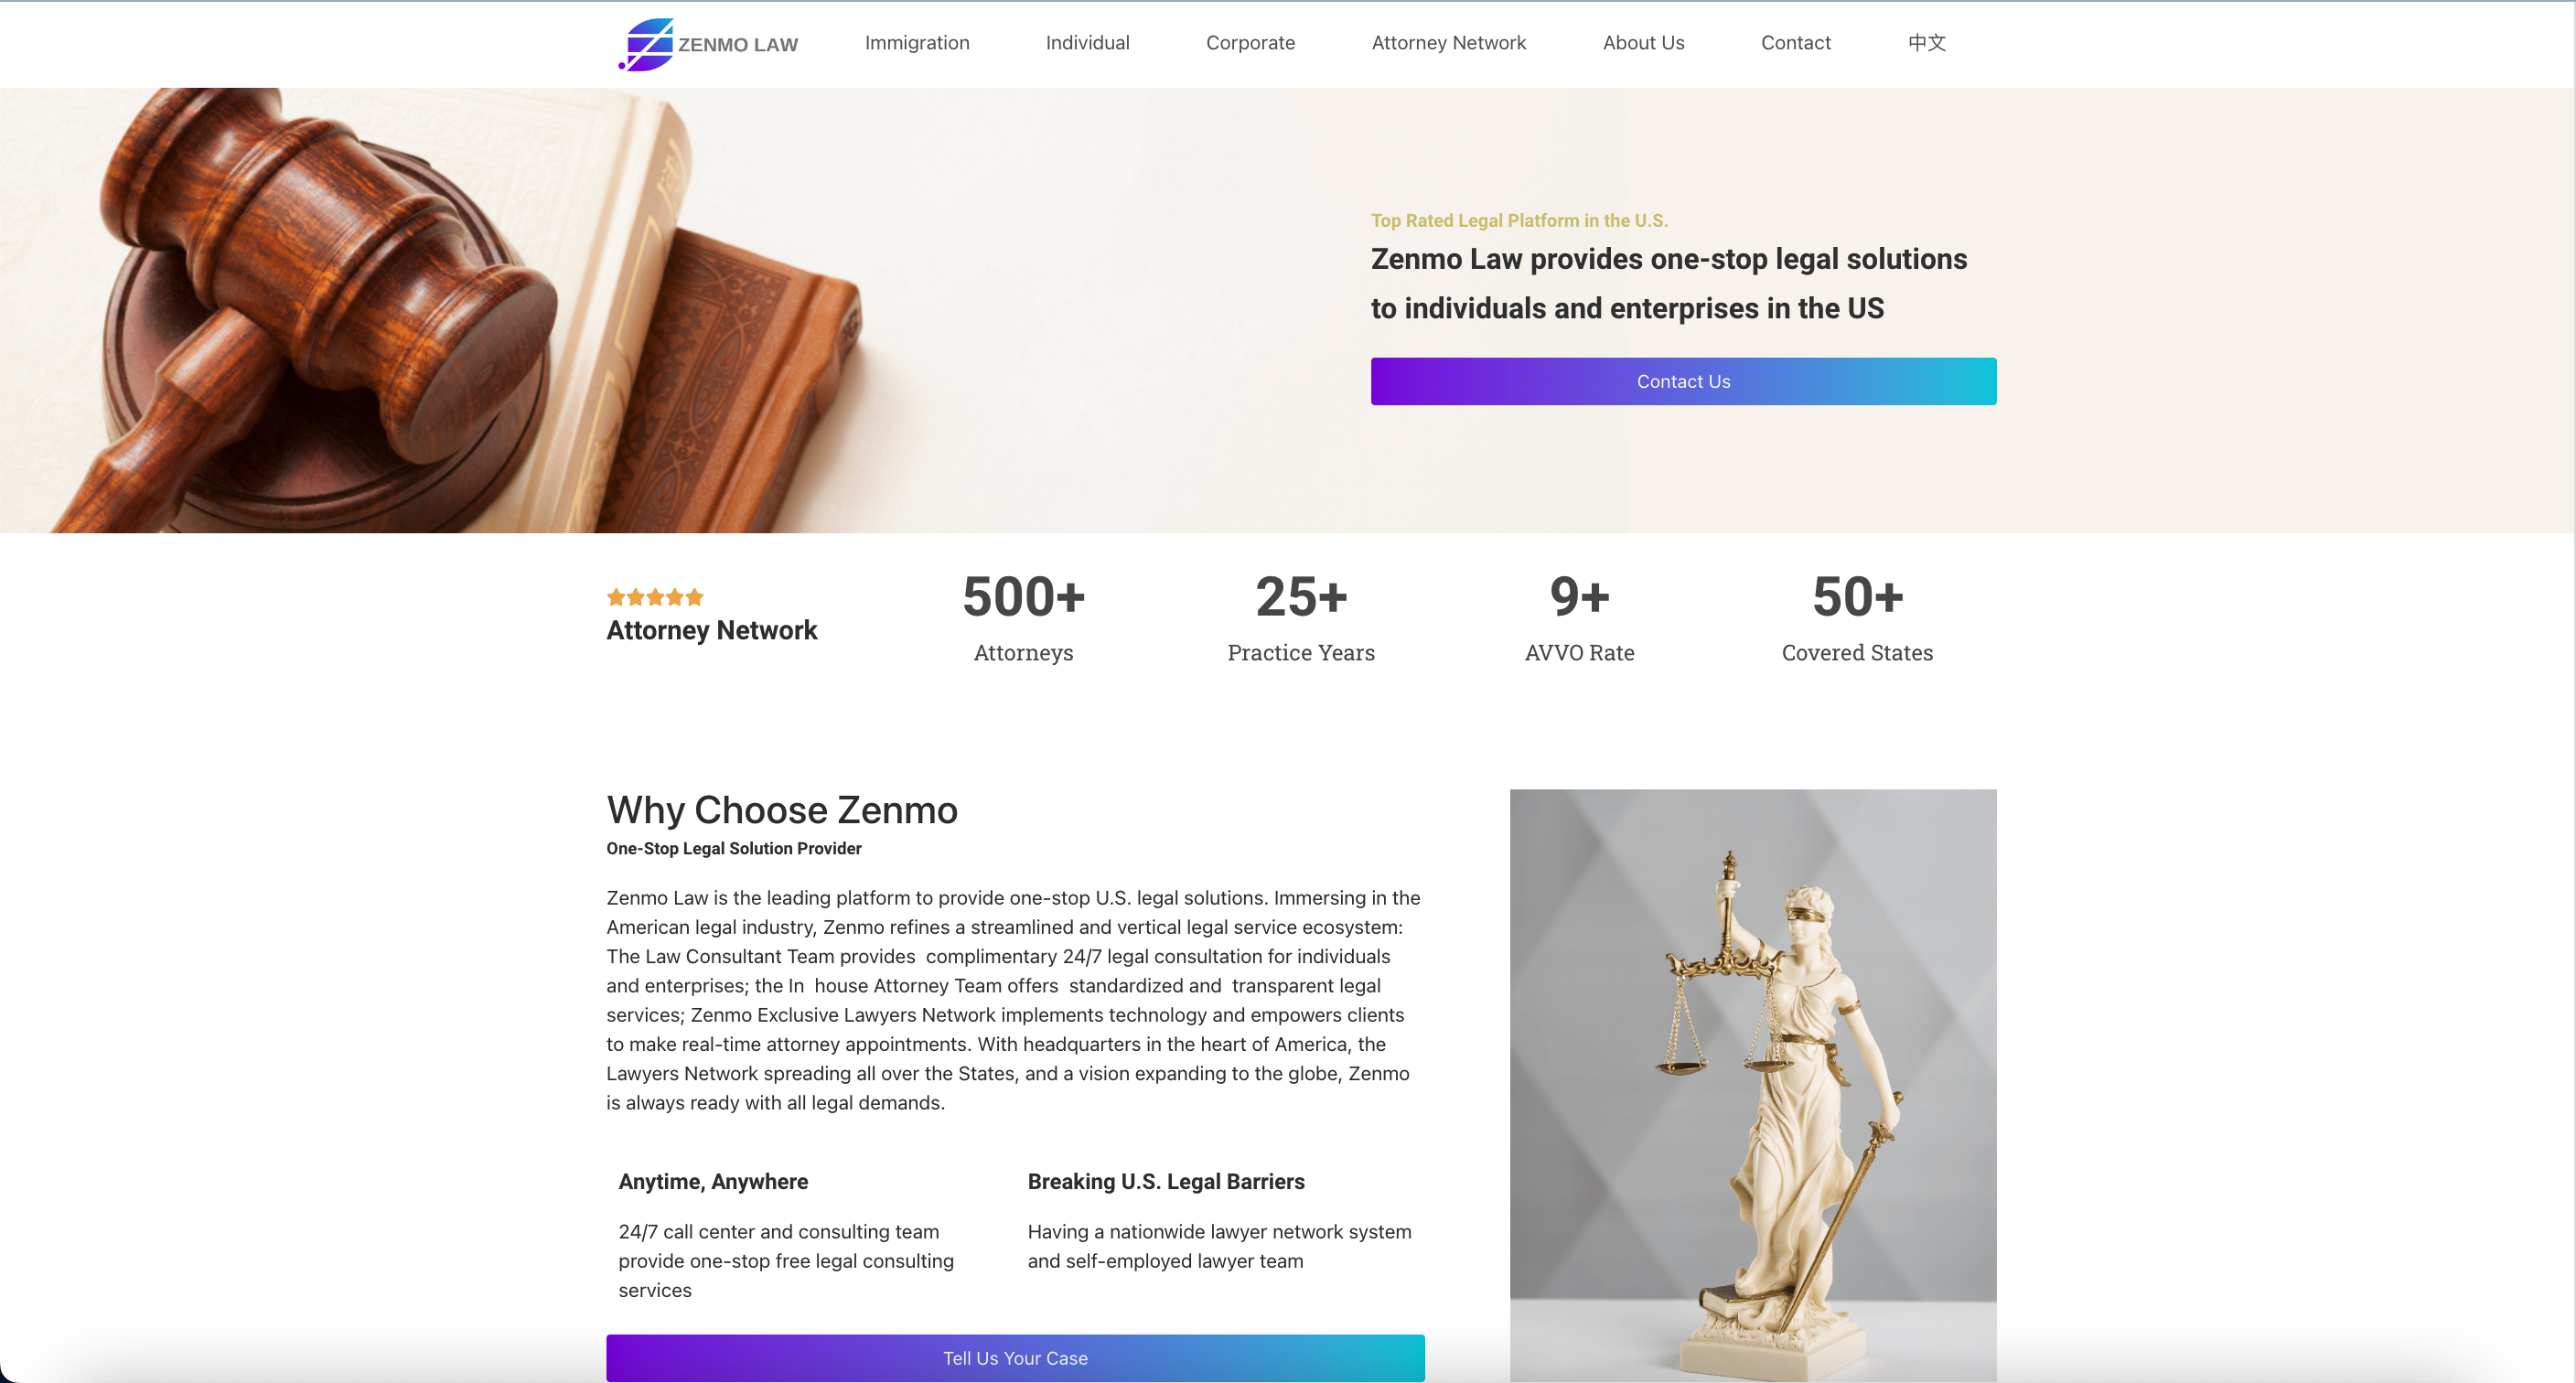 ZENMO LAW
Immigration
Individual
Corporate
Attorney Network
About Us
Contact
中文
Top Rated Legal Platform in the U.S.
Zenmo Law provides one-stop legal solutions
to individuals and enterprises in the US
Contact Us
Attorney Network
500+
Attorneys
25+
Practice Years
9+
AVVO Rate
50+
Covered States
Why Choose Zenmo
One-Stop Legal Solution Provider
Zenmo Law is the leading platform to provide one-stop U.S. legal solutions. Immersing in the
American legal industry, Zenmo refines a streamlined and vertical legal service ecosystem:
The Law Consultant Team provides  complimentary 24/7 legal consultation for individuals
and enterprises; the In  house Attorney Team offers  standardized and  transparent legal
services; Zenmo Exclusive Lawyers Network implements technology and empowers clients
to make real-time attorney appointments. With headquarters in the heart of America, the
Lawyers Network spreading all over the States, and a vision expanding to the globe, Zenmo
is always ready with all legal demands.
Anytime, Anywhere
24/7 call center and consulting team
provide one-stop free legal consulting
services
Breaking U.S. Legal Barriers
Having a nationwide lawyer network system
and self-employed lawyer team
Tell Us Your Case